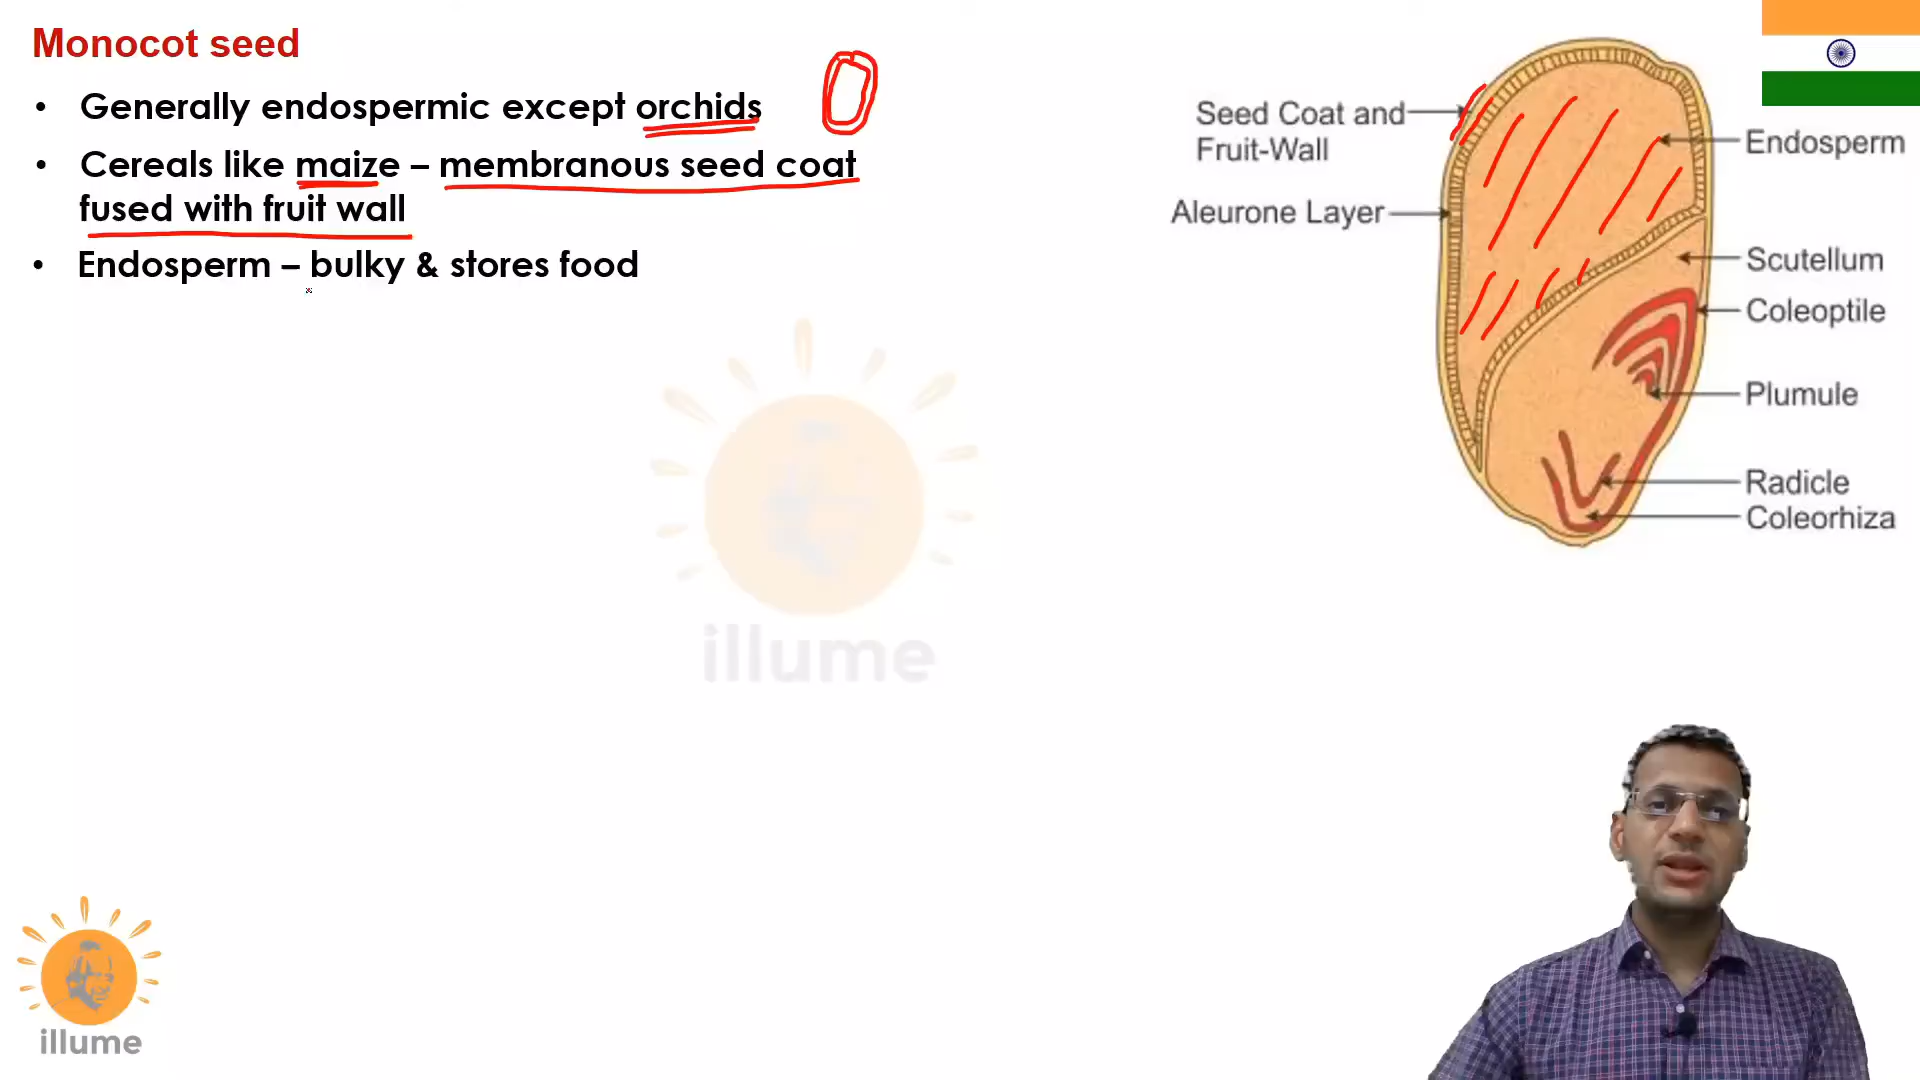 Monocot seed
• Generally endospermic except orchids
• Cereals like maize – membranous seed coat
fused with fruit wall
• Endosperm – bulky & stores food
Seed Coat and
Fruit-Wall
Aleurone Layer
Endosperm
Scutellum
Coleoptile
Plumule
Radicle
Coleorhiza
illume
illume